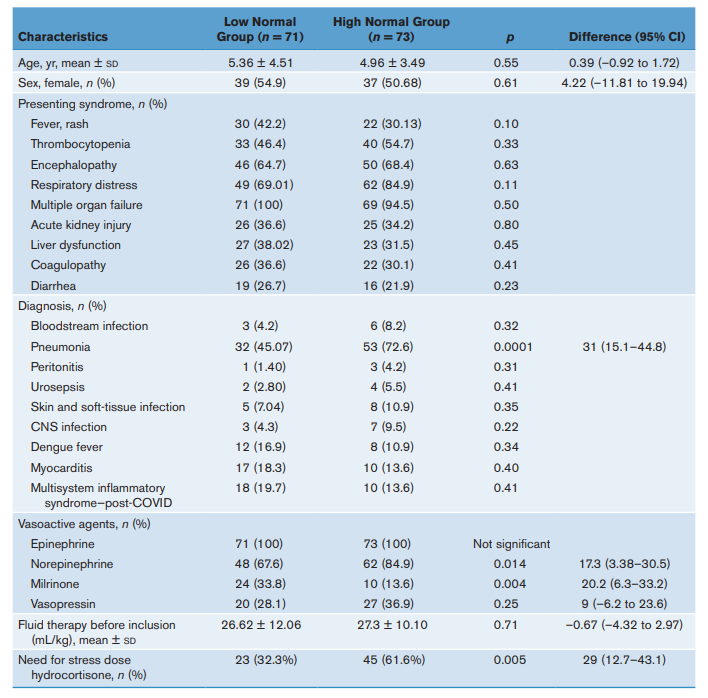 Characteristics Low Normal Group (n = 71) High Normal Group (n = 73) p Difference (95% CI)
Age, yr, mean ± SD 5.36 ± 4.51 4.96 ± 3.49 0.55 0.39 (−0.92 to 1.72)
Sex, female, n (%) 39 (54.9) 37 (50.68) 0.61 4.22 (−11.81 to 19.94)
Presenting syndrome, n (%)
Fever, rash 30 (42.2) 22 (30.13) 0.10
Thrombocytopenia 33 (46.4) 40 (54.7) 0.33
Encephalopathy 46 (64.7) 50 (68.4) 0.63
Respiratory distress 49 (69.01) 62 (84.9) 0.11
Multiple organ failure 71 (100) 69 (94.5) 0.50
Acute kidney injury 26 (36.6) 25 (34.2) 0.80
Liver dysfunction 27 (38.02) 23 (31.5) 0.45
Coagulopathy 26 (36.6) 22 (30.1) 0.41
Diarrhea 19 (26.7) 16 (21.9) 0.23
Diagnosis, n (%)
Bloodstream infection 3 (4.2) 6 (8.2) 0.32
Pneumonia 32 (45.07) 53 (72.6) 0.0001 31 (15.1–44.8)
Peritonitis 1 (1.40) 3 (4.2) 0.31
Urosepsis 2 (2.80) 4 (5.5) 0.41
Skin and soft-tissue infection 5 (7.04) 8 (10.9) 0.35
CNS infection 3 (4.3) 7 (9.5) 0.22
Dengue fever 12 (16.9) 8 (10.9) 0.34
Myocarditis 17 (18.3) 10 (13.6) 0.40
Multisystem inflammatory 18 (19.7) 10 (13.6) 0.41
syndrome–post-COVID
Vasoactive agents, n (%)
Epinephrine 71 (100) 73 (100) Not significant
Norepinephrine 48 (67.6) 62 (84.9) 0.014 17.3 (3.38–30.5)
Milrinone 24 (33.8) 10 (13.6) 0.004 20.2 (6.3–33.2)
Vasopressin 20 (28.1) 27 (36.9) 0.25 9 (−6.2 to 23.6)
Fluid therapy before inclusion 26.62 ± 12.06 27.3 ± 10.10 0.71 −0.67 (−4.32 to 2.97)
(mL/kg), mean ± SD
Need for stress dose 23 (32.3%) 45 (61.6%) 0.005 29 (12.7–43.1)
hydrocortisone, n (%)